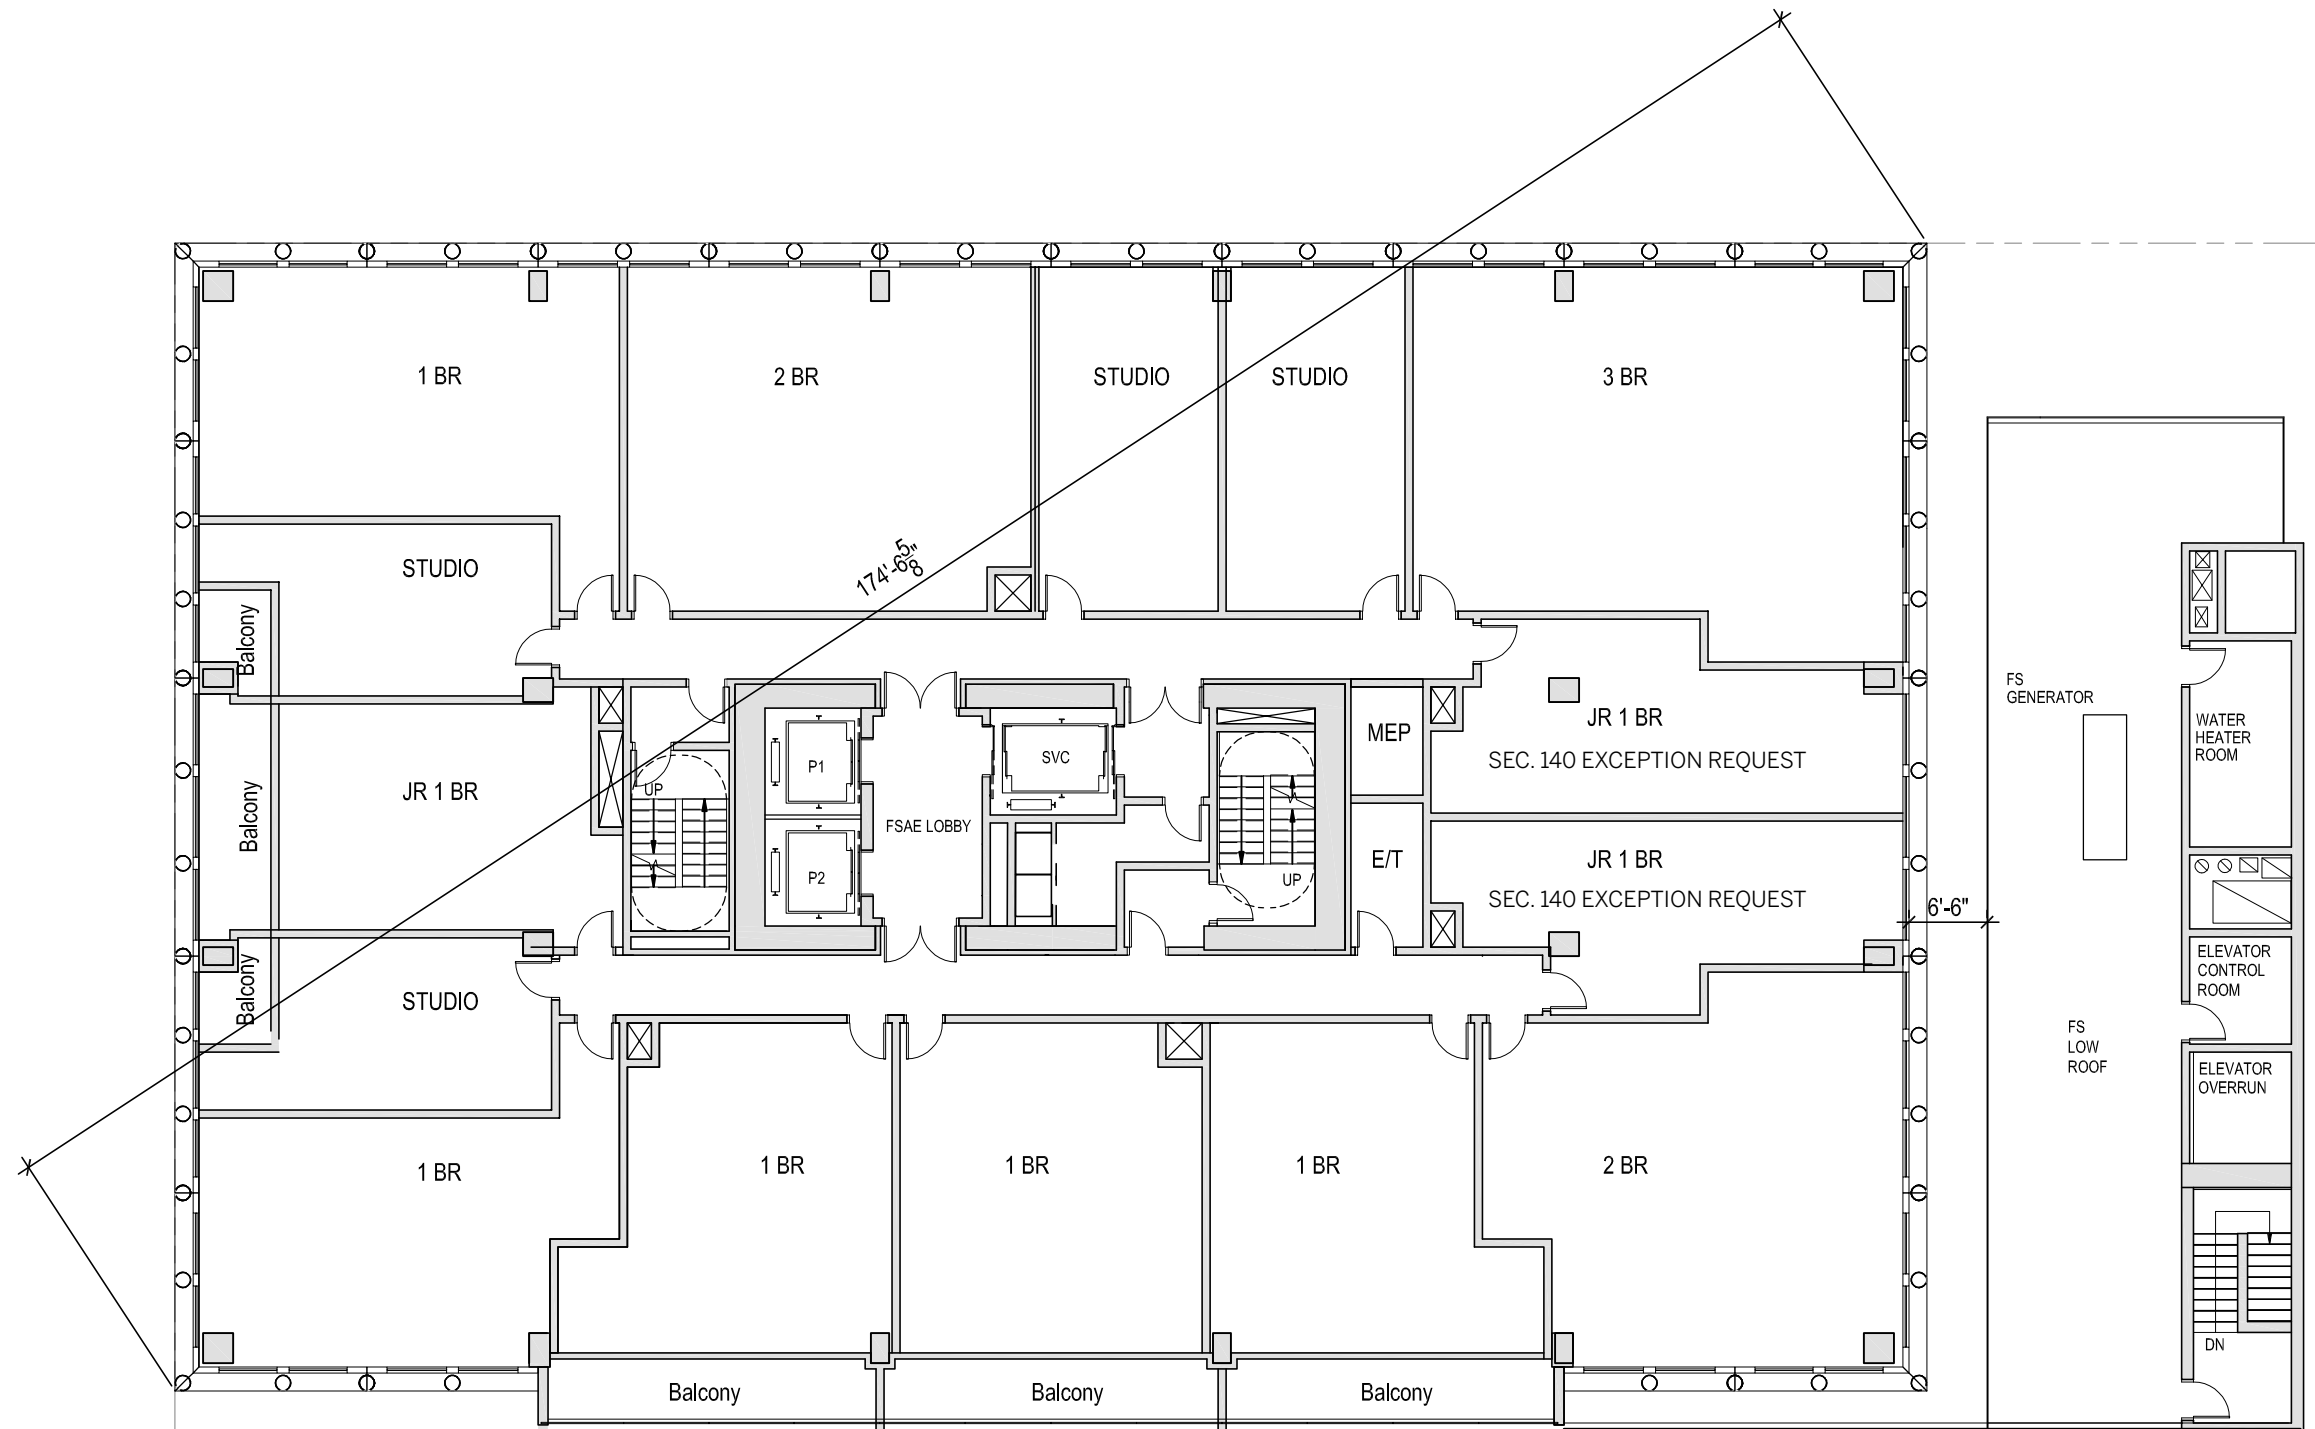 1 BR
2 BR
STUDIO
STUDIO
3 BR
STUDIO
174'-6 5/8"
Balcony
FS
GENERATOR
JR 1 BR
SEC. 140 EXCEPTION REQUEST
MEP
WATER
HEATER
ROOM
P1
SVC
UP
JR 1 BR
Balcony
FSAE LOBBY
E/T
JR 1 BR
SEC. 140 EXCEPTION REQUEST
P2
UP
6'-6"
ELEVATOR
CONTROL
ROOM
Balcony
STUDIO
FS
LOW
ROOF
ELEVATOR
OVERRUN
1 BR
1 BR
1 BR
1 BR
2 BR
DN
Balcony
Balcony
Balcony